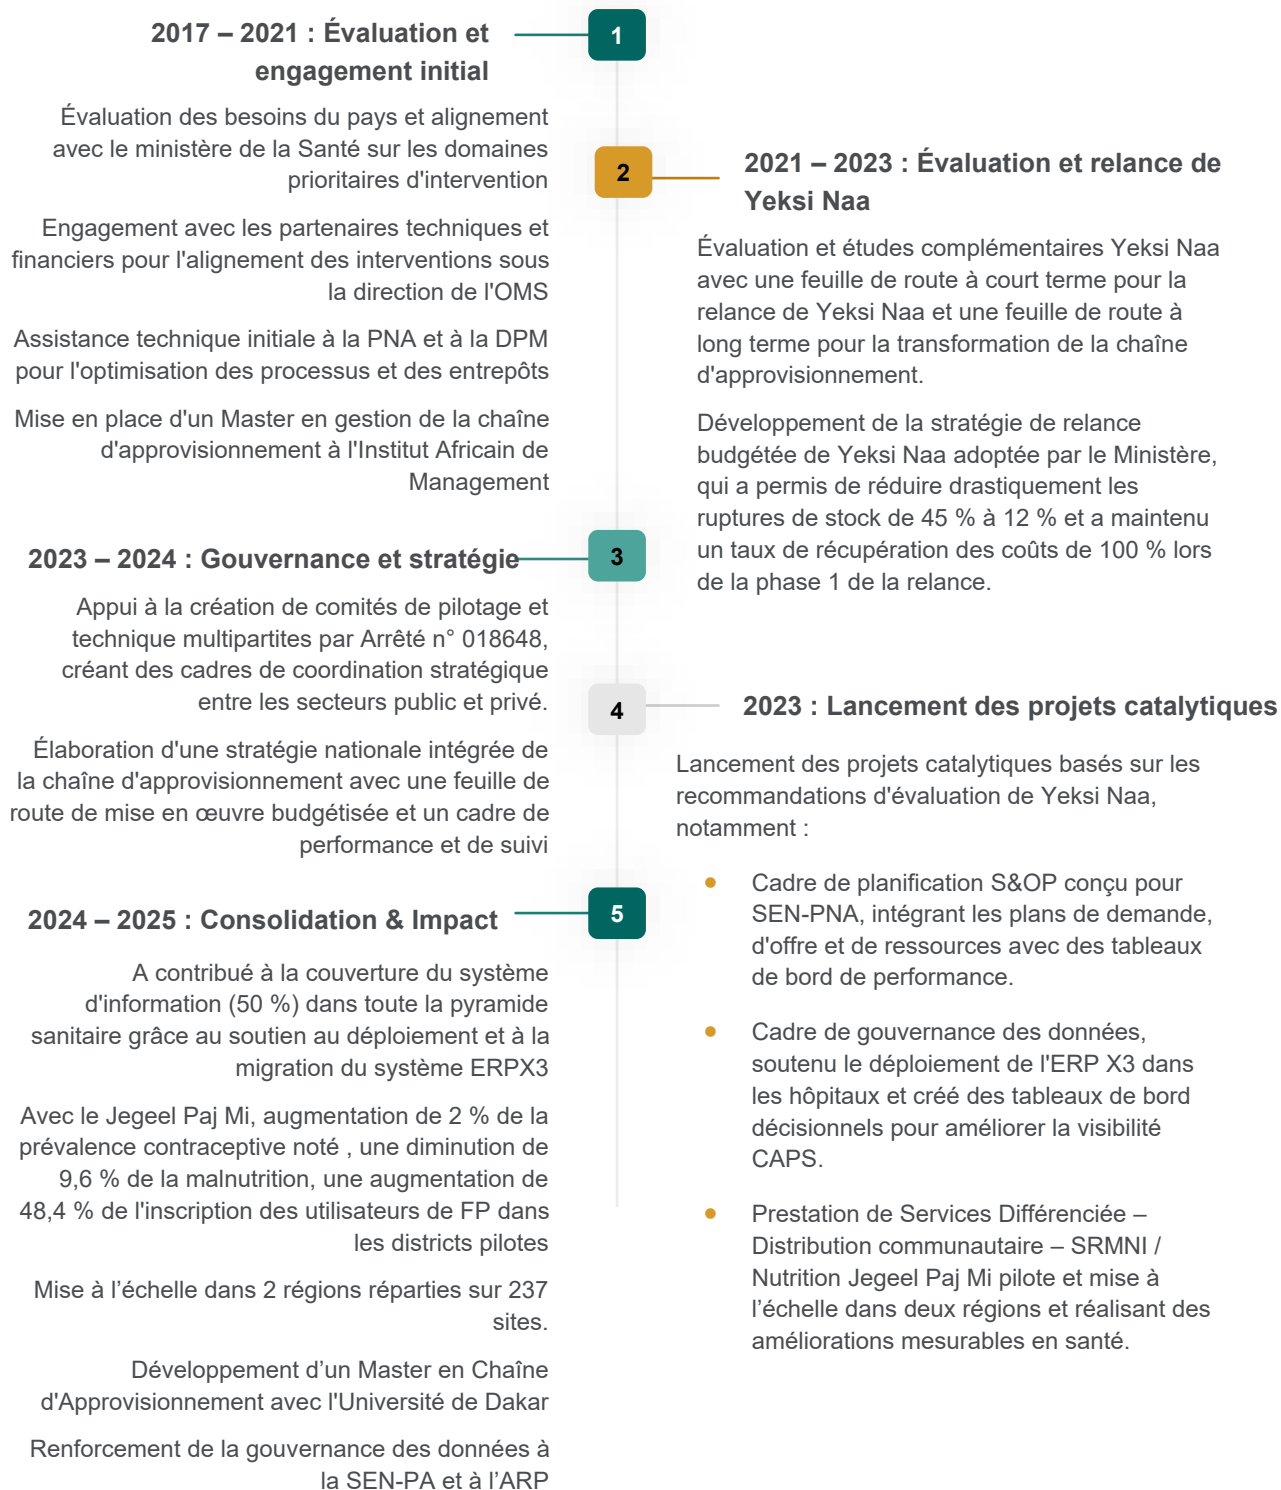 2017 – 2021 : Évaluation et
engagement initial
1
Évaluation des besoins du pays et alignement
avec le ministère de la Santé sur les domaines
prioritaires d'intervention
Engagement avec les partenaires techniques et
financiers pour l'alignement des interventions sous
la direction de l'OMS
Assistance technique initiale à la PNA et à la DPM
pour l'optimisation des processus et des entrepôts
Mise en place d'un Master en gestion de la chaîne
d'approvisionnement à l'Institut Africain de
Management
2
2021 – 2023 : Évaluation et relance de
Yeksi Naa
Évaluation et études complémentaires Yeksi Naa
avec une feuille de route à court terme pour la
relance de Yeksi Naa et une feuille de route à
long terme pour la transformation de la chaîne
d'approvisionnement.
Développement de la stratégie de relance
budgétée de Yeksi Naa adoptée par le Ministère,
qui a permis de réduire drastiquement les
ruptures de stock de 45 % à 12 % et a maintenu
un taux de récupération des coûts de 100 % lors
de la phase 1 de la relance.
2023 – 2024 : Gouvernance et stratégie
3
Appui à la création de comités de pilotage et
technique multipartites par Arrêté n° 018648,
créant des cadres de coordination stratégique
entre les secteurs public et privé.
Élaboration d'une stratégie nationale intégrée de
la chaîne d'approvisionnement avec une feuille de
route de mise en œuvre budgétisée et un cadre de
performance et de suivi
4
2023 : Lancement des projets catalytiques
Lancement des projets catalytiques basés sur les
recommandations d'évaluation de Yeksi Naa,
notamment :
• Cadre de planification S&OP conçu pour
SEN-PNA, intégrant les plans de demande,
d'offre et de ressources avec des tableaux
de bord de performance.
• Cadre de gouvernance des données,
soutenu le déploiement de l'ERP X3 dans
les hôpitaux et créé des tableaux de bord
décisionnels pour améliorer la visibilité
CAPS.
• Prestation de Services Différenciée –
Distribution communautaire – SRMNI /
Nutrition Jegeel Paj Mi pilote et mise à
l’échelle dans deux régions et réalisant des
améliorations mesurables en santé.
2024 – 2025 : Consolidation & Impact
5
A contribué à la couverture du système
d'information (50 %) dans toute la pyramide
sanitaire grâce au soutien au déploiement et à la
migration du système ERPX3
Avec le Jegeel Paj Mi, augmentation de 2 % de la
prévalence contraceptive noté , une diminution de
9,6 % de la malnutrition, une augmentation de
48,4 % de l'inscription des utilisateurs de FP dans
les districts pilotes
Mise à l’échelle dans 2 régions réparties sur 237
sites.
Développement d’un Master en Chaîne
d'Approvisionnement avec l'Université de Dakar
Renforcement de la gouvernance des données à
la SEN-PA et à l’ARP